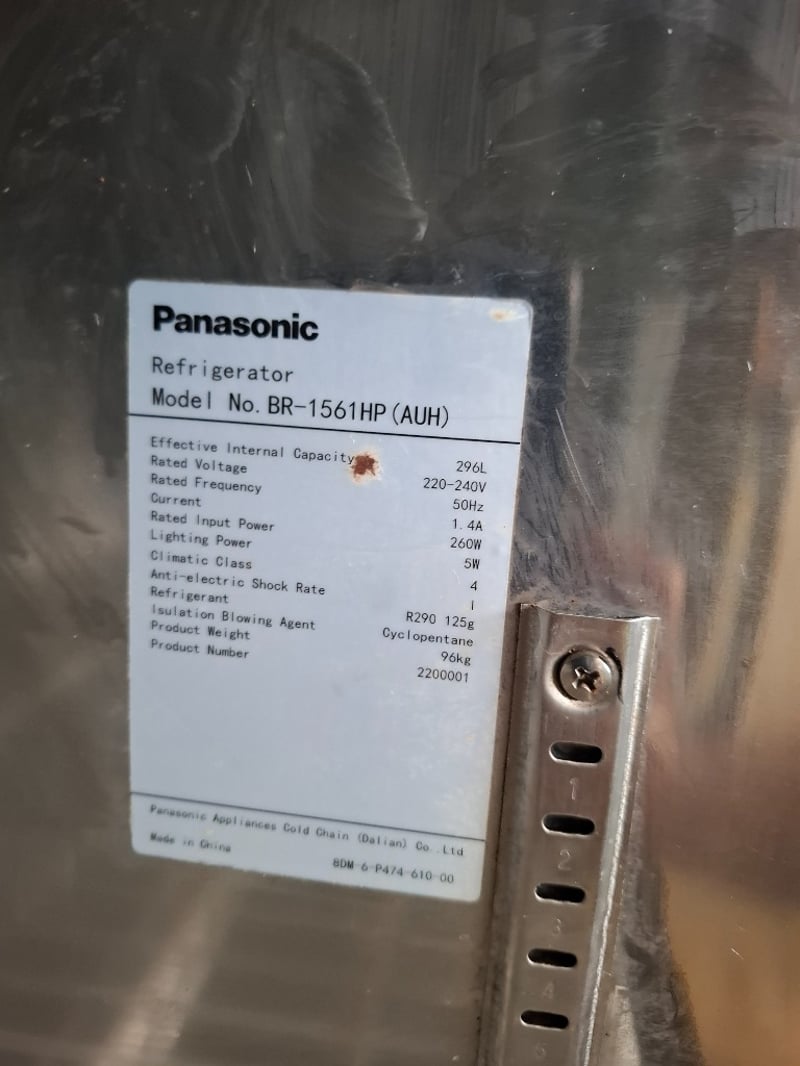 Panasonic
Refrigerator
Model No. BR-1561HP(AUH)
Effective Internal Capacity 296L
Rated Voltage 220-240V
Rated Frequency 50Hz
Current 1.4A
Rated Input Power 260W
Lighting Power 5W
Climatic Class 4
Anti-electric Shock Rate I
Refrigerant R290 125g
Isulation Blowing Agent Cyclopentane
Product Weight 96kg
Product Number 2200001
Panasonic Appliances Cold Chain (Dalian) Co.,Ltd
Made in China
8DM-6-P474-610-00
1
2
3
4
5